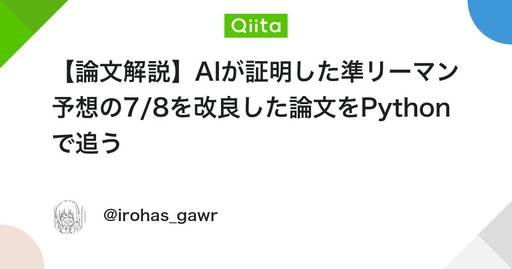 Qiita
【論文解説】AIが証明した準リーマン
予想の7/8を改良した論文をPython
で追う
@irohas_gawr